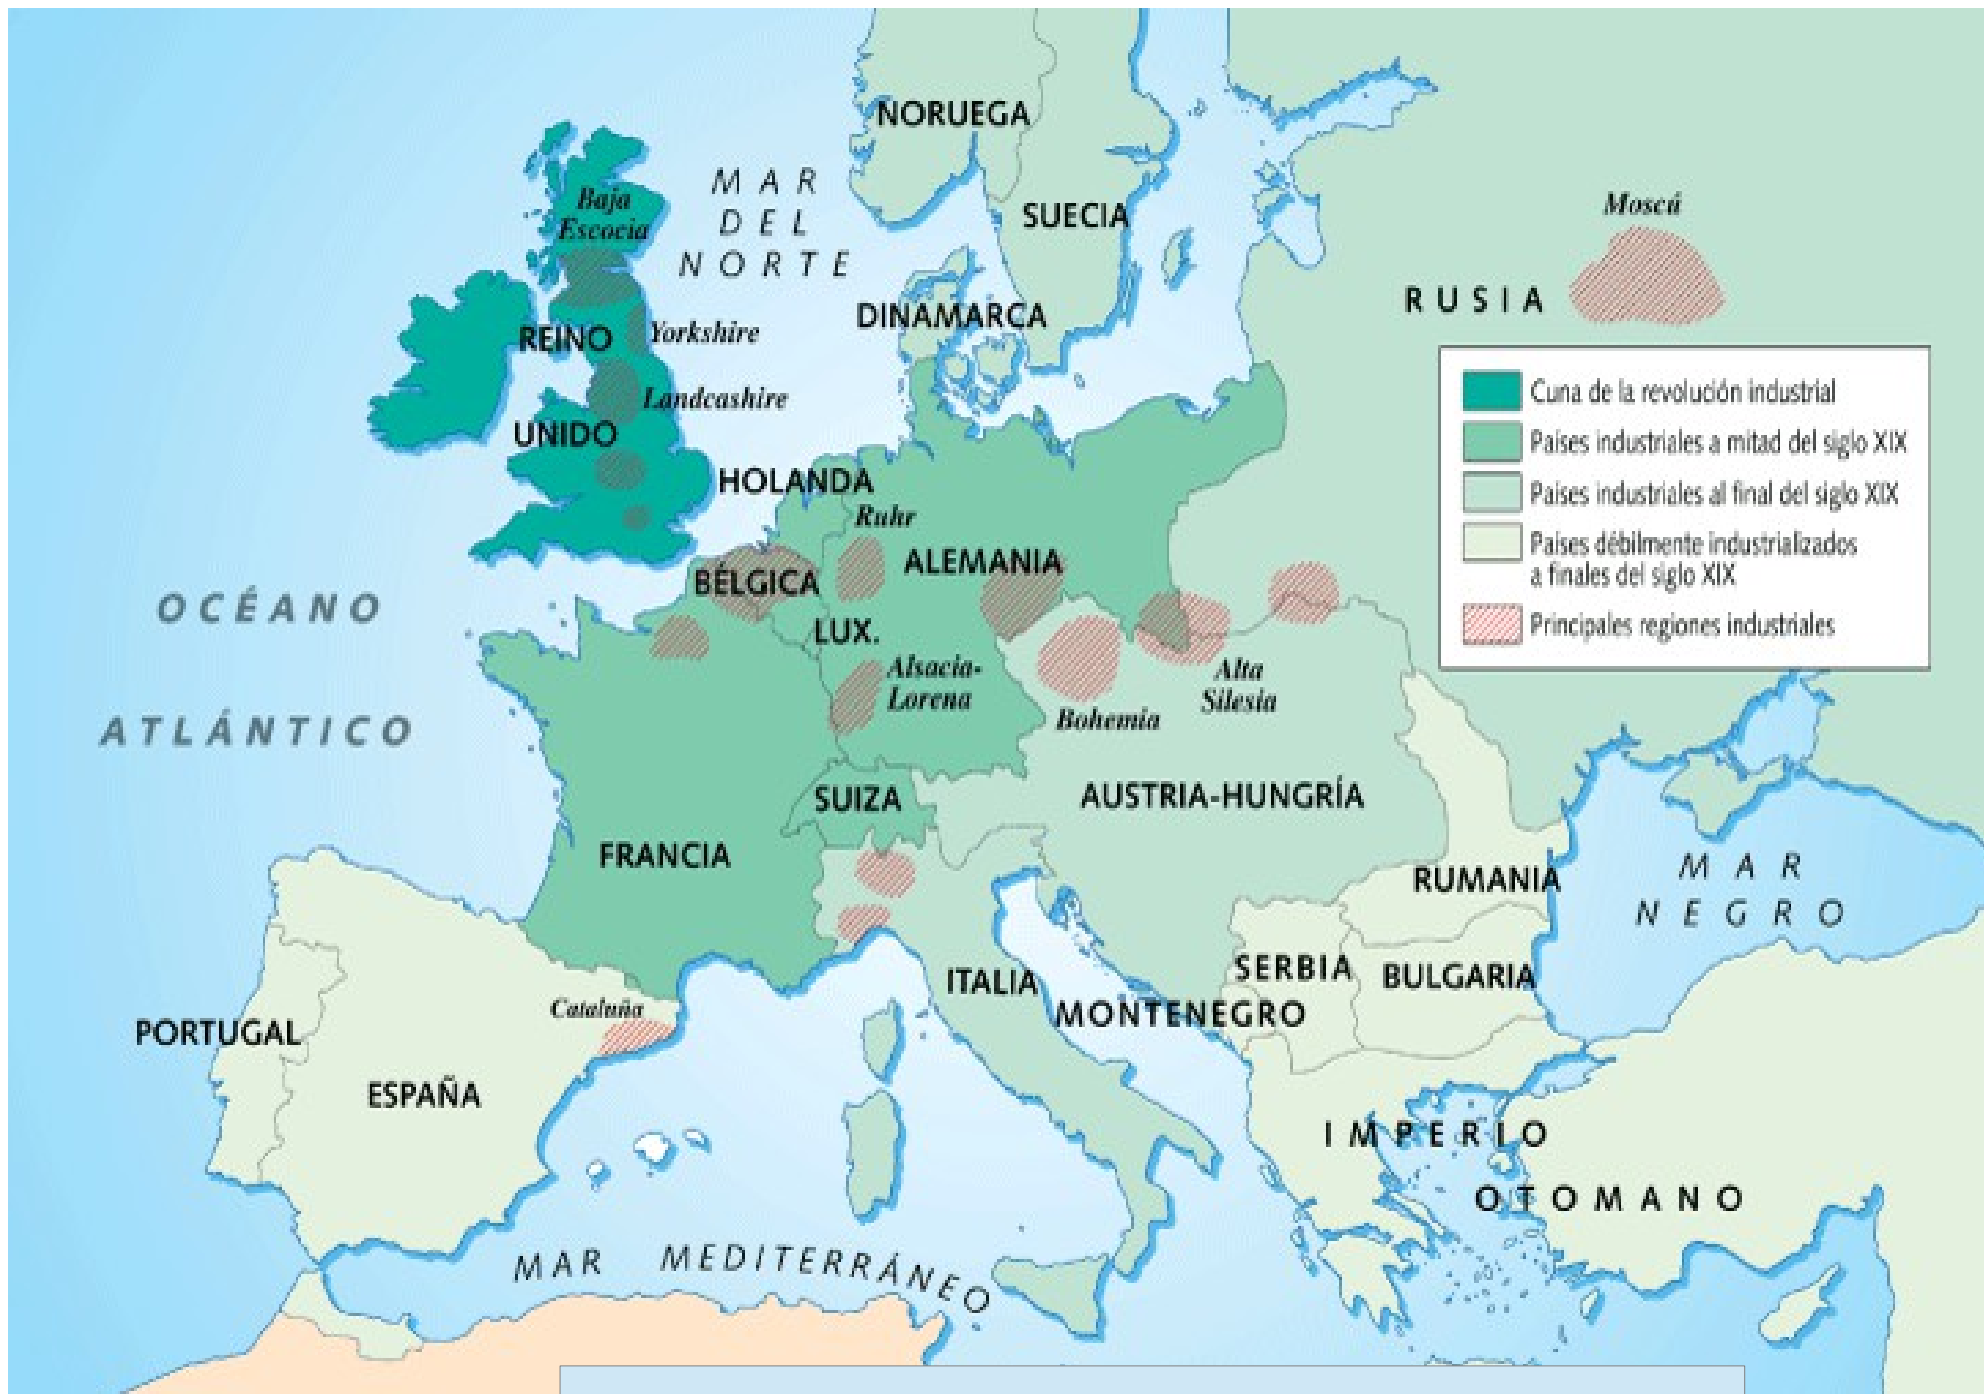 NORUEGA
SUECIA
MAR
DEL
NORTE
Baja
Escocia
Moscú
RUSIA
DINAMARCA
REINO
Yorkshire
Landcashire
UNIDO
HOLANDA
Ruhr
ALEMANIA
BÉLGICA
LUX.
Alsacia-
Lorena
Alta
Silesia
Bohemia
OCÉANO
ATLÁNTICO
Cuna de la revolución industrial
Países industriales a mitad del siglo XIX
Países industriales al final del siglo XIX
Países débilmente industrializados
a finales del siglo XIX
Principales regiones industriales
SUIZA
AUSTRIA-HUNGRÍA
FRANCIA
RUMANIA
MAR
NEGRO
SERBIA
BULGARIA
ITALIA
MONTENEGRO
Cataluña
PORTUGAL
ESPAÑA
IMPERIO
OTOMANO
MAR MEDITERRÁNEO